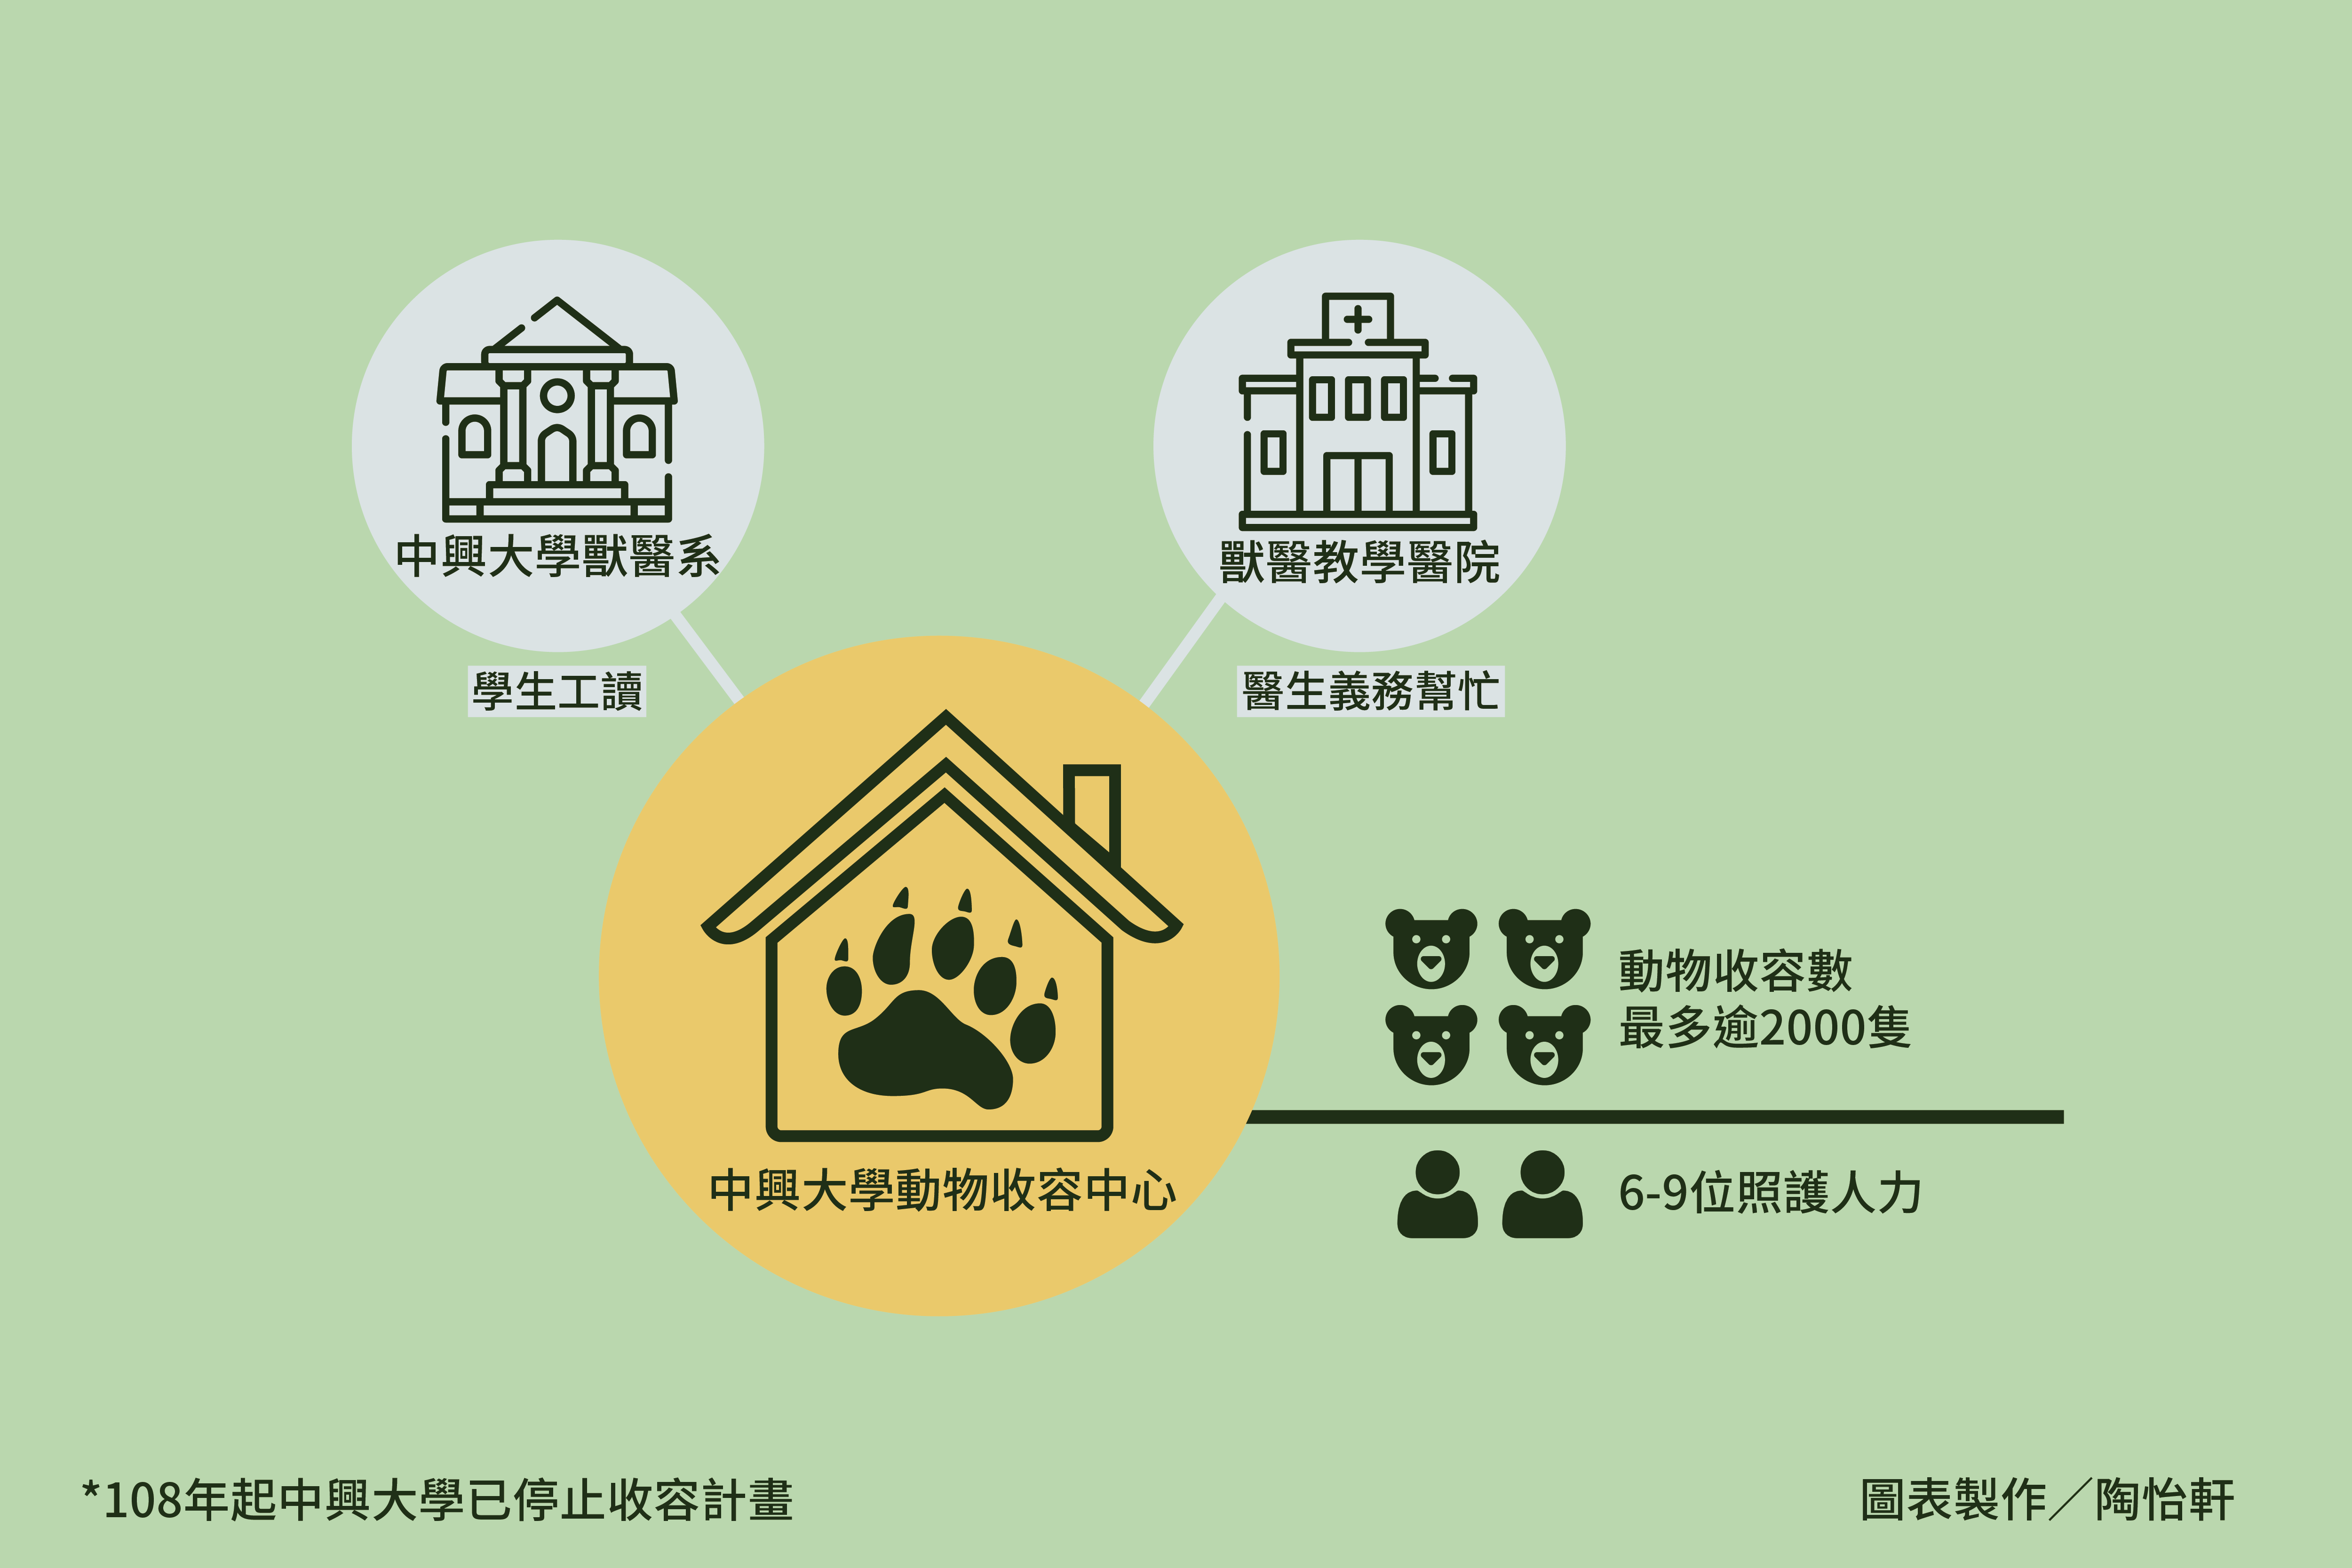 中興大學獸醫系
獸醫教學醫院
學生工讀
醫生義務幫忙
中興大學動物收容中心
動物收容數
最多逾2000隻
6-9位照護人力
*108年起中興大學已停止收容計畫
圖表製作／陶怡軒